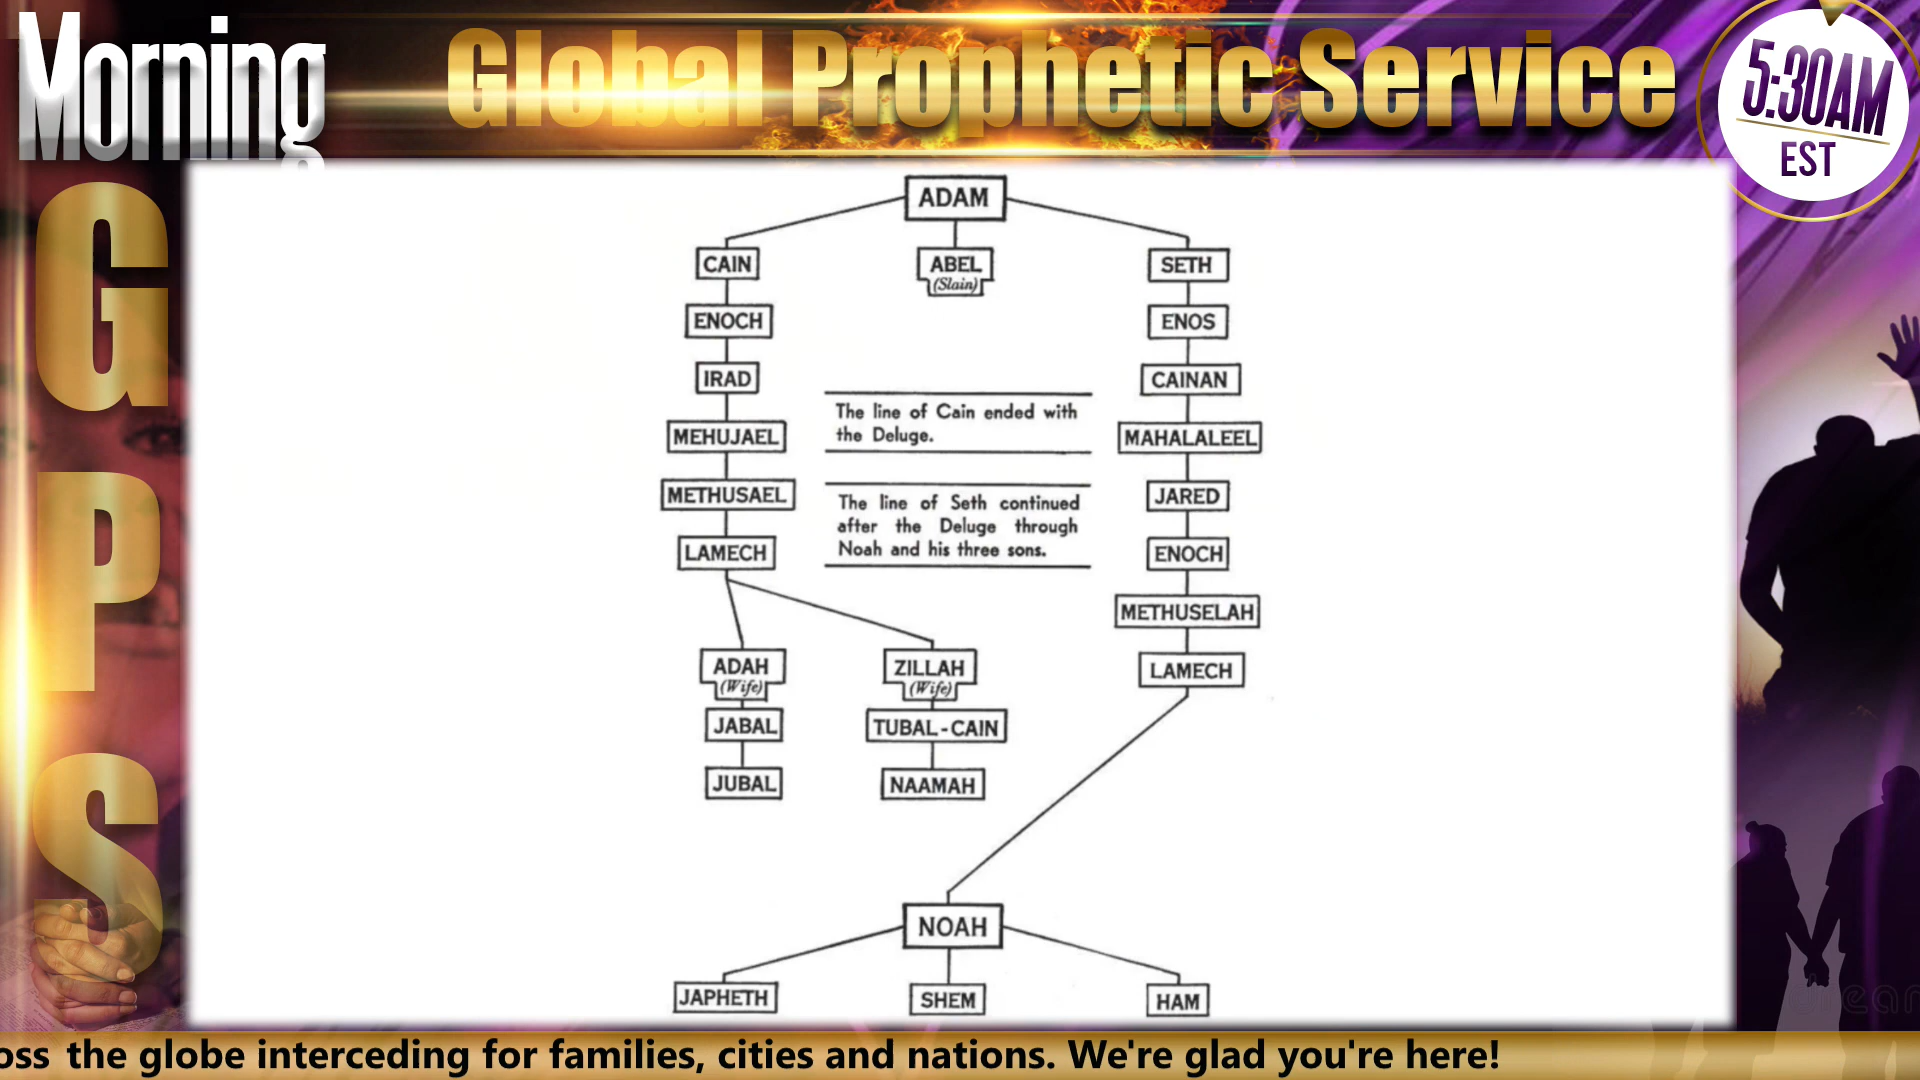 Morning
Global Prophetic Service
5:30AM
EST
G
P
S
ADAM
CAIN
ABEL
(Slain)
SETH
ENOCH
ENOS
IRAD
CAINAN
The line of Cain ended with
the Deluge.
MEHUJAEL
MAHALALEEL
METHUSAEL
JARED
The line of Seth continued
after the Deluge through
Noah and his three sons.
LAMECH
ENOCH
METHUSELAH
ADAH
(Wife)
ZILLAH
(Wife)
LAMECH
JABAL
TUBAL-CAIN
JUBAL
NAAMAH
NOAH
JAPHETH
SHEM
HAM
oss the globe interceding for families, cities and nations. We're glad you're here!